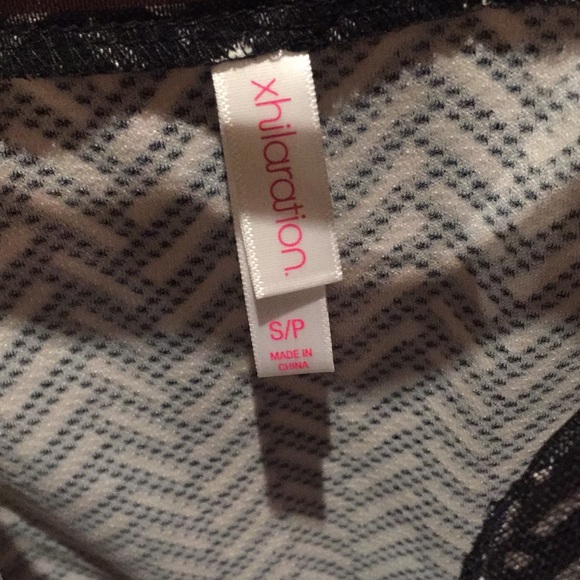 xhilaration.
S/P
MADE IN
CHINA